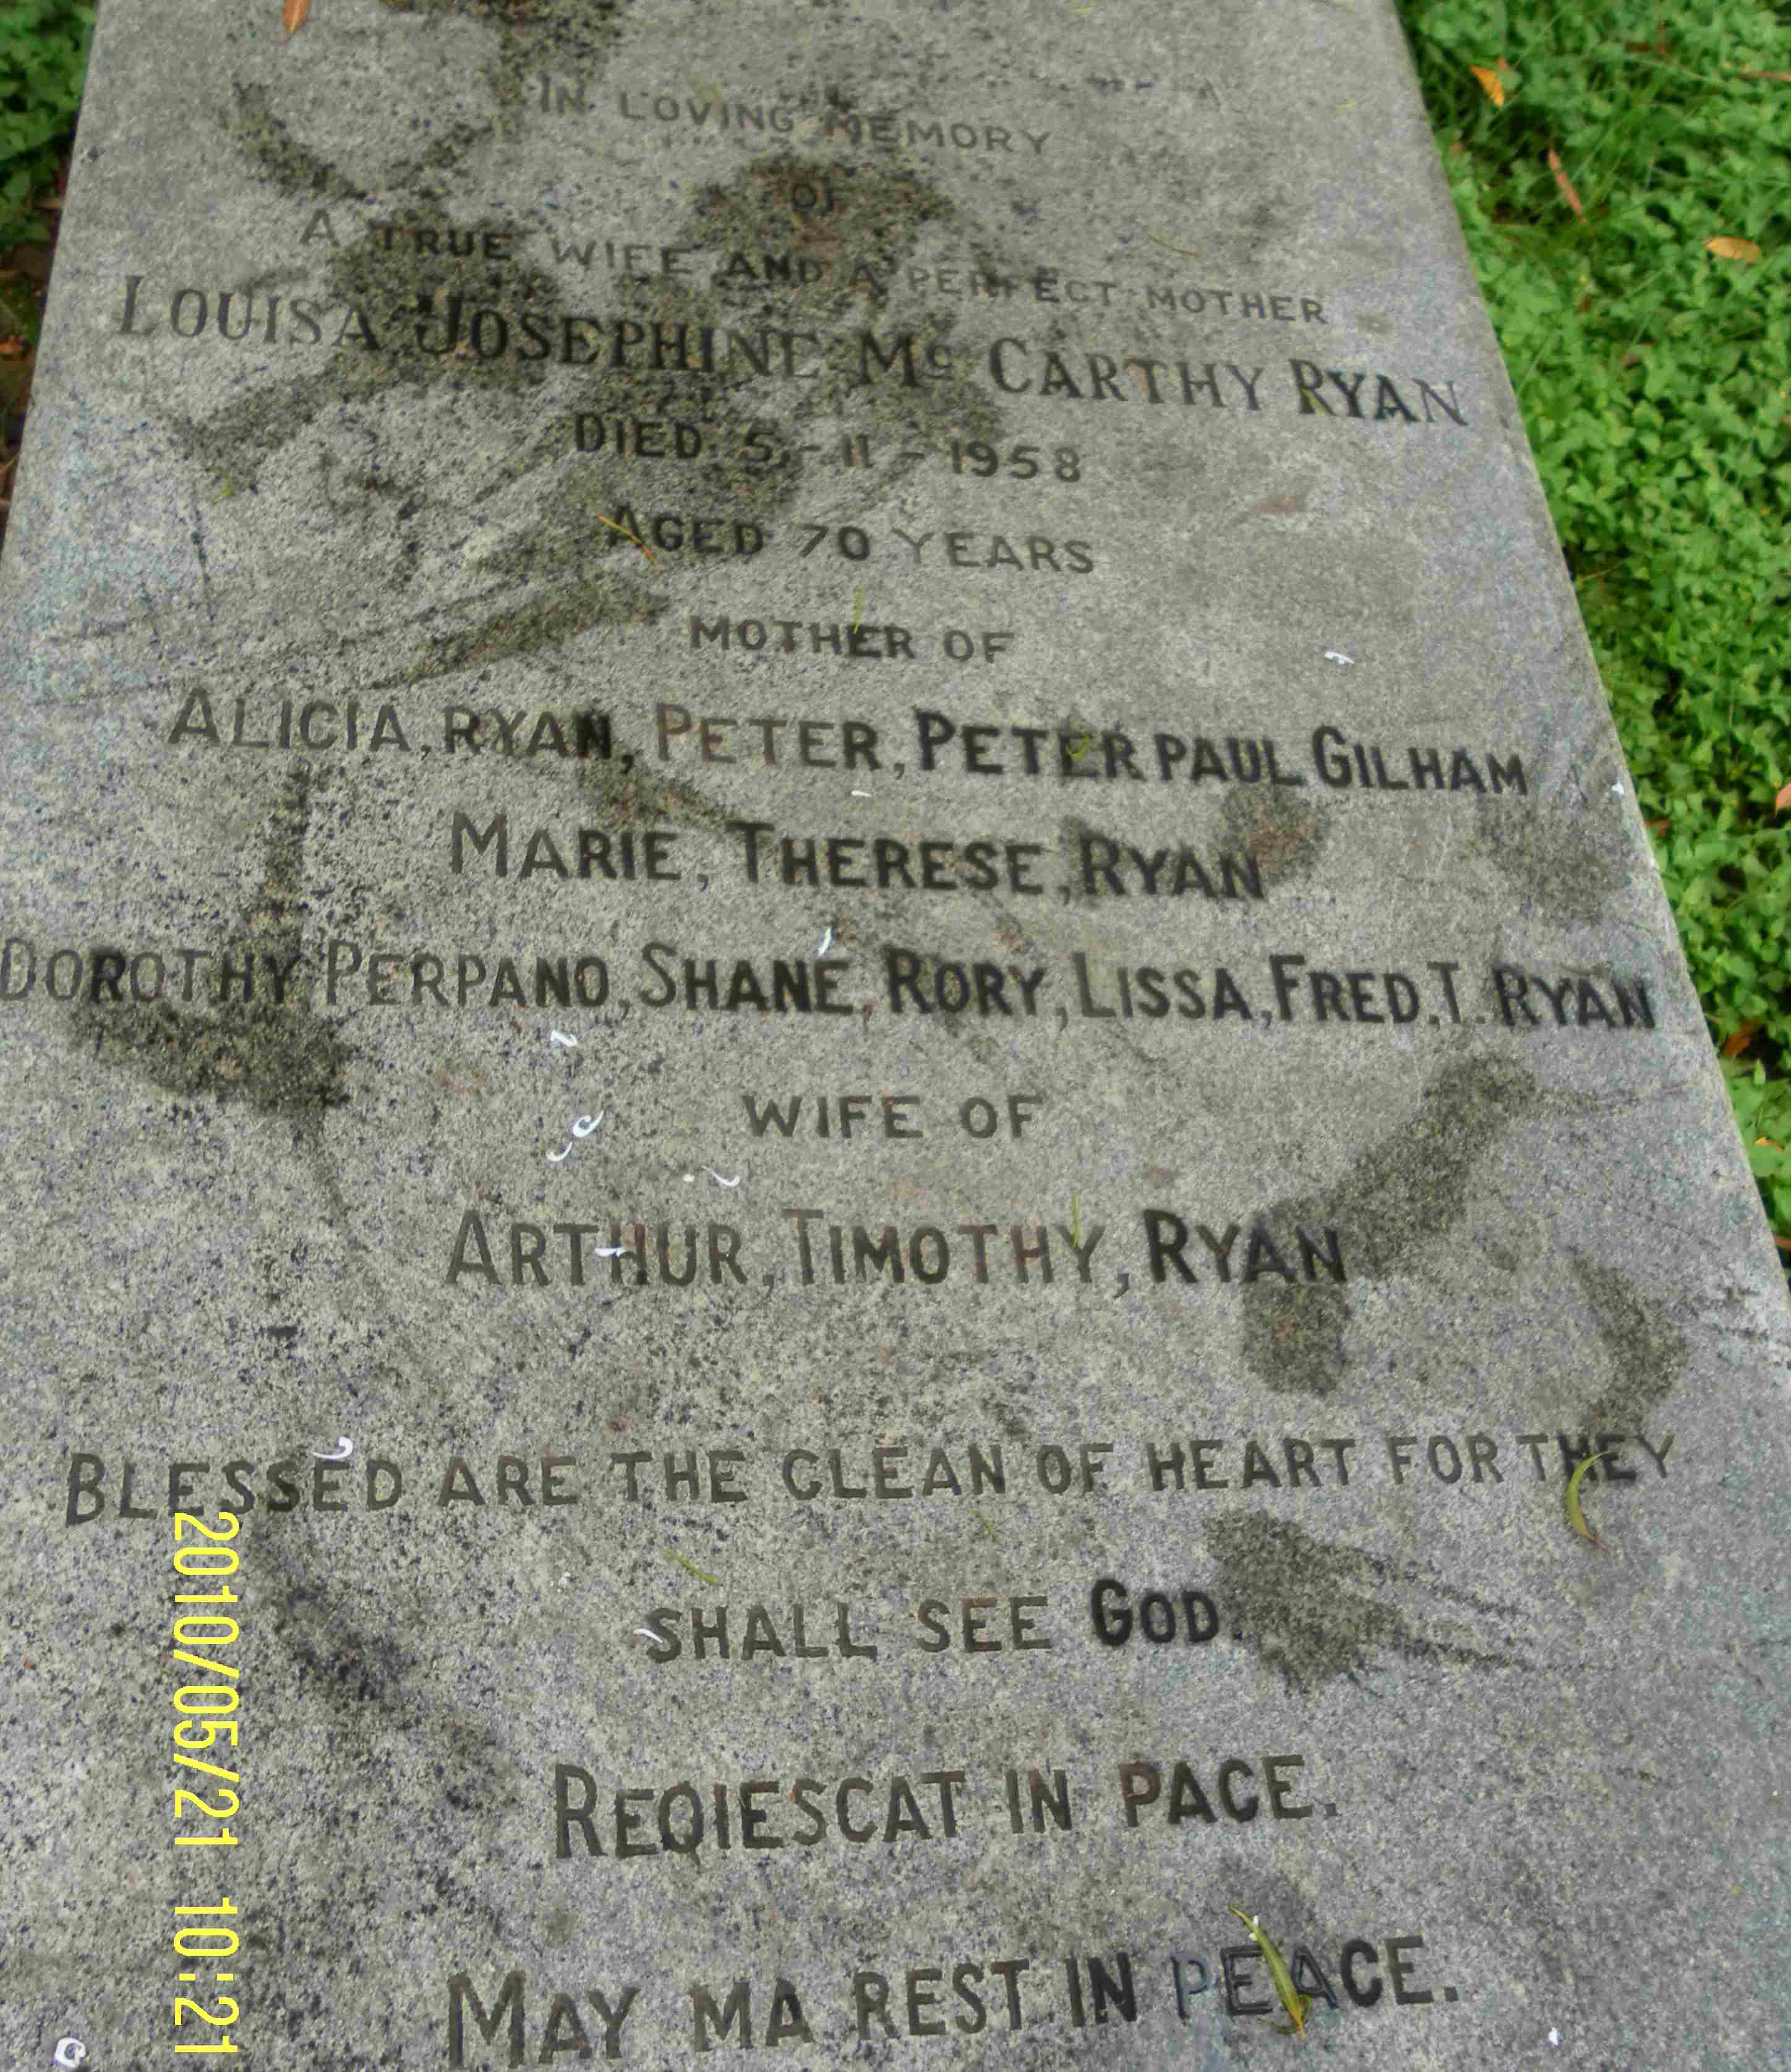 IN LOVING MEMORY
OF
A TRUE WIFE AND A PERFECT MOTHER
LOUISA JOSEPHINE Mc CARTHY RYAN
DIED 5-11-1958
AGED 70 YEARS
MOTHER OF
ALICIA, RYAN, PETER, PETER PAUL GILHAM
MARIE, THERESE, RYAN
DOROTHY PERPANO, SHANE, RORY, LISSA, FRED.T. RYAN
WIFE OF
ARTHUR, TIMOTHY, RYAN
BLESSED ARE THE CLEAN OF HEART FOR THEY
SHALL SEE GOD.
REQIESCAT IN PACE.
MAY MA REST IN PEACE.
2010/05/21 10:21